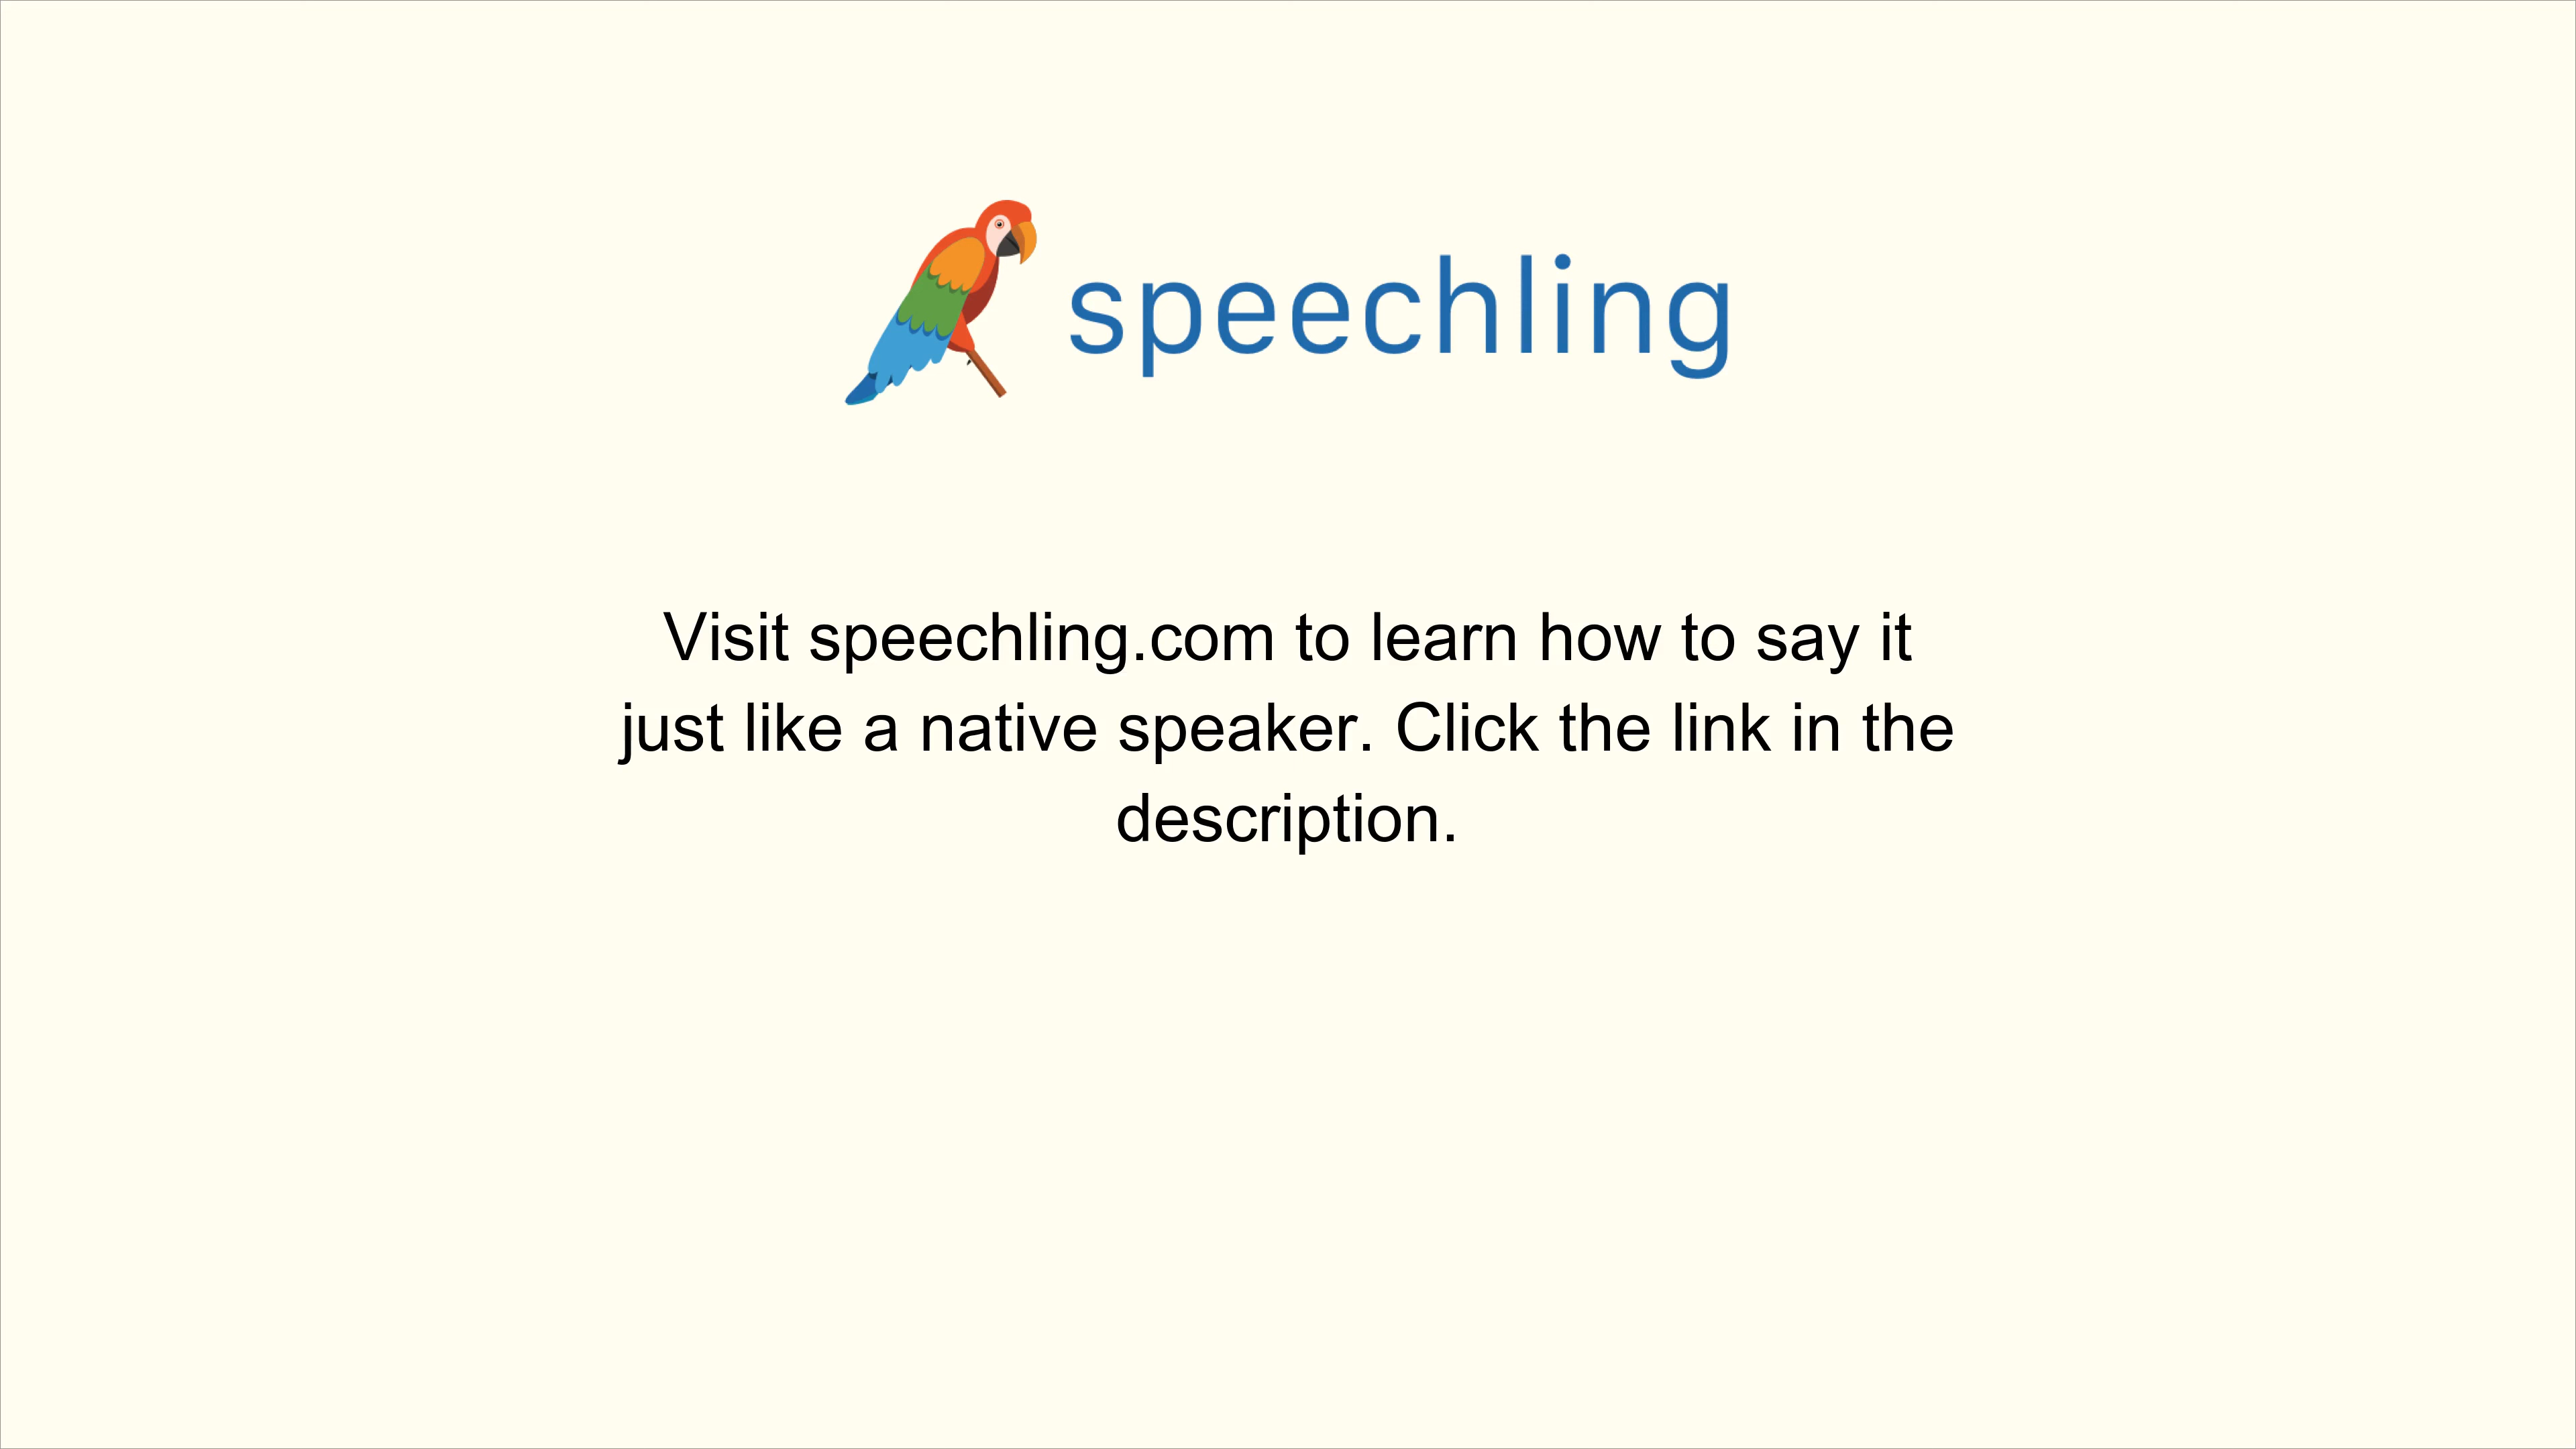 speechling
Visit speechling.com to learn how to say it
just like a native speaker. Click the link in the
description.